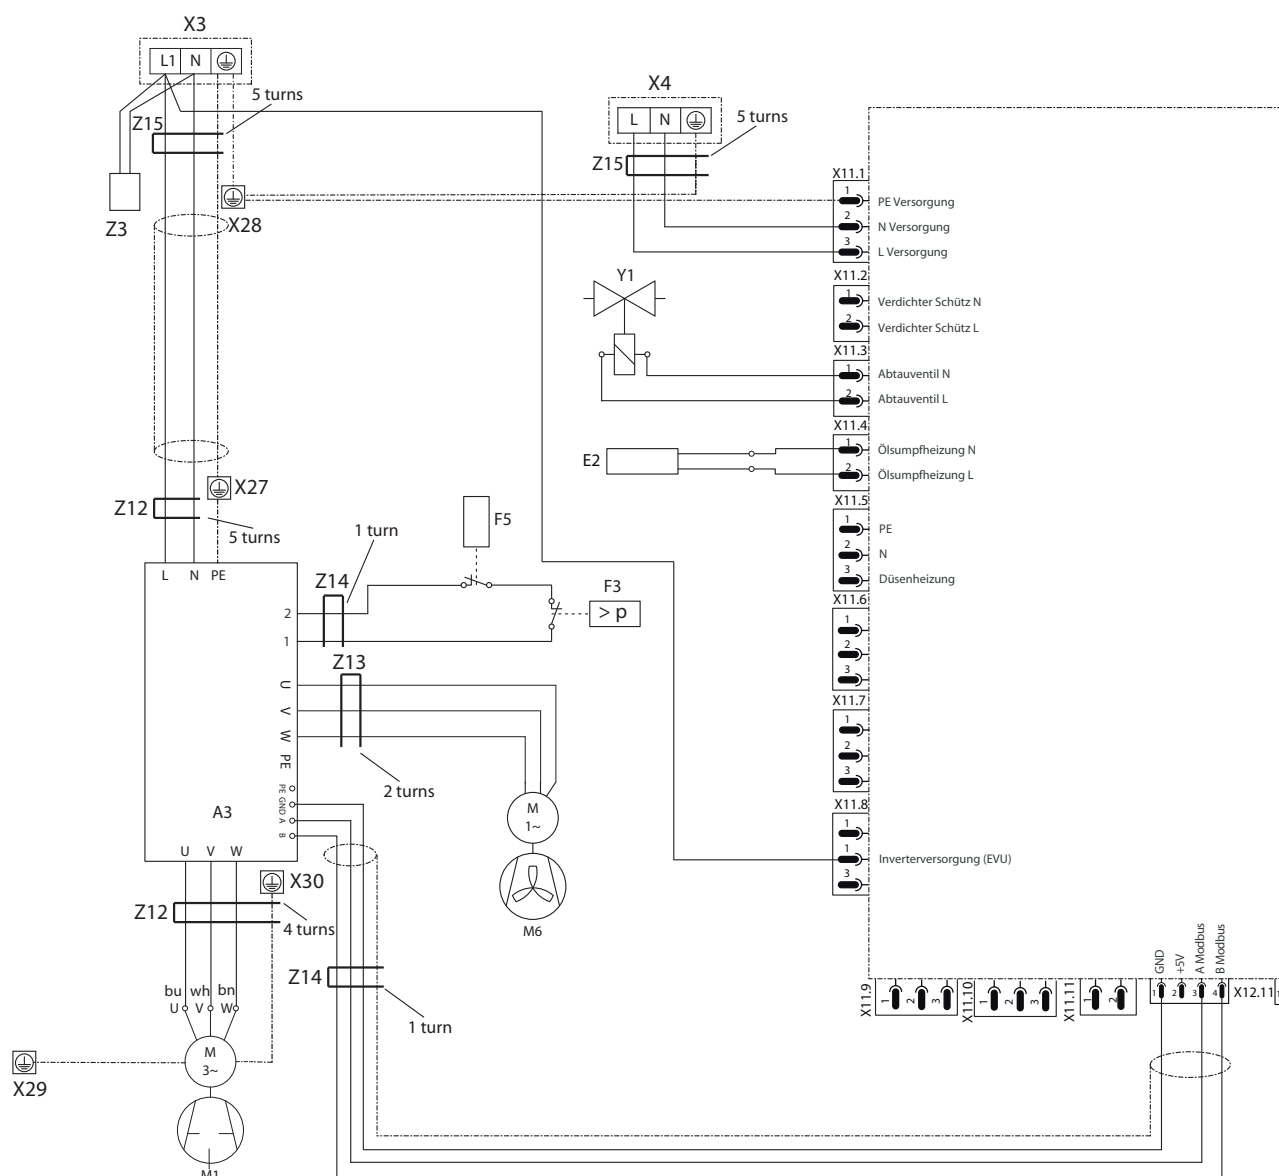 X3
L1 N
5 turns
Z15
Z3
X28
X27
Z12
5 turns
X4
L N
5 turns
Z15
Y1
E2
F5
1 turn
Z14
F3
> p
L N PE
2
1
Z13
U
V
W
PE
PE
GND
A
B
2 turns
A3
U V W
M
1~
M6
X30
Z12
4 turns
Z14
1 turn
bu wh bn
U V W
M
3~
X29
M1
X11.1
1 PE Versorgung
2 N Versorgung
3 L Versorgung
X11.2
1 Verdichter Schütz N
2 Verdichter Schütz L
X11.3
1 Abtauventil N
2 Abtauventil L
X11.4
1 Ölsumpfheizung N
2 Ölsumpfheizung L
X11.5
1 PE
2 N
3 Düsenheizung
X11.6
1
2
3
X11.7
1
2
3
X11.8
1
1 Inverterversorgung (EVU)
3
X11.9
1 2 3
X11.10
1 2 3
X11.11
1 2
GND
+5V
A Modbus
B Modbus
1 2 3 4
X12.11